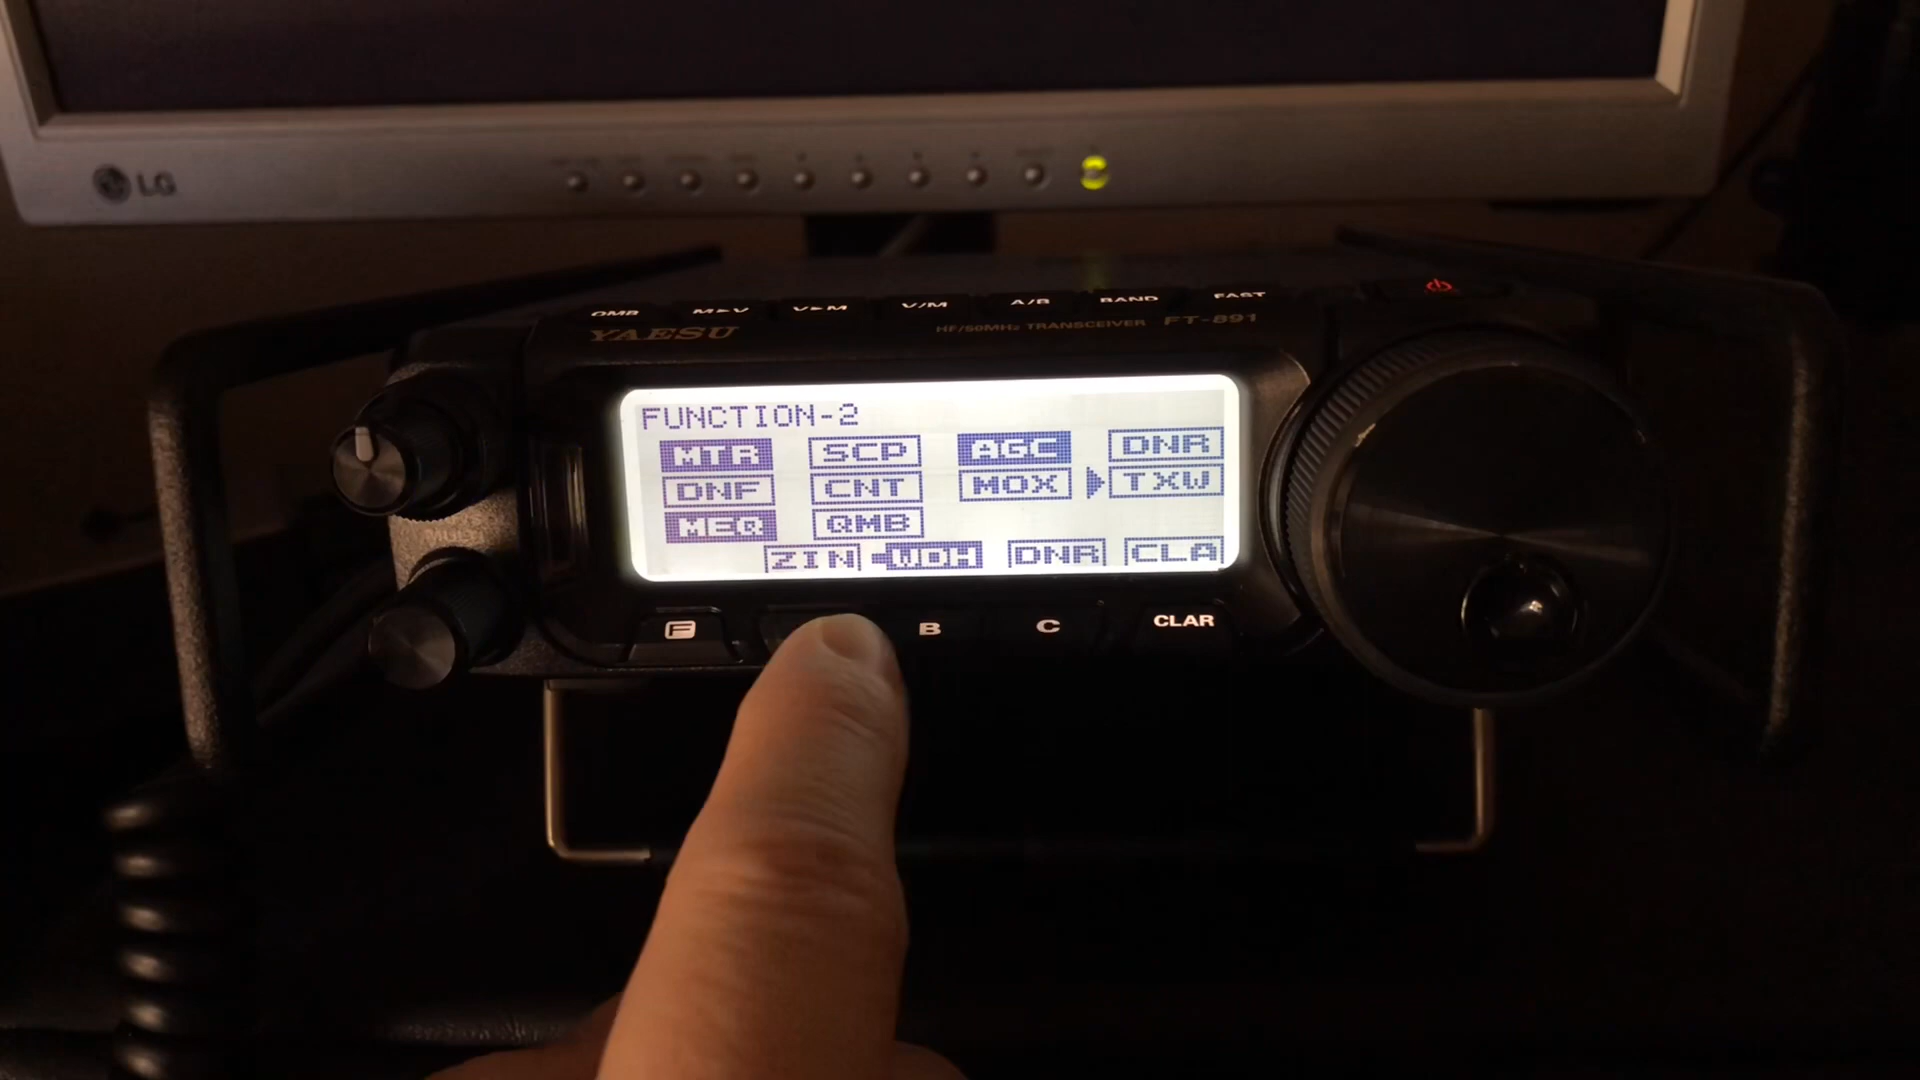 LG
QMB M▶V V▶M V/M A/B BAND FAST
YAESU HF/50MHz TRANSCEIVER FT-891
FUNCTION-2
MTR SCP AGC DNR
DNF CNT MOX TXW
MEQ QMB
ZIN WDH DNR CLA
F B C CLAR